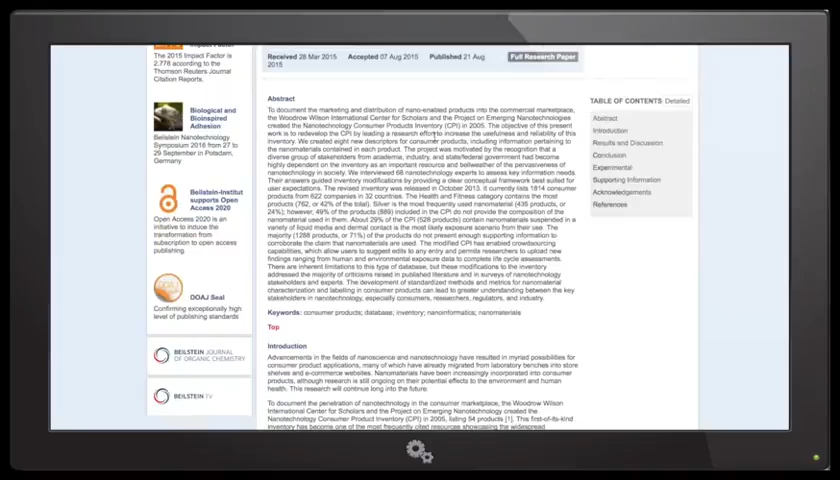 Impact Factor
The 2015 Impact Factor is
2.778 according to the
Thomson Reuters Journal
Citation Reports.
Biological and
Bioinspired
Adhesion
Beilstein Nanotechnology
Symposium 2016 from 27 to
29 September in Potsdam,
Germany
Beilstein-Institut
supports Open
Access 2020
Open Access 2020 is an
initiative to induce the
transformation from
subscription to open access
publishing.
DOAJ Seal
Confirming exceptionally high
level of publishing standards
BEILSTEIN JOURNAL
OF ORGANIC CHEMISTRY
BEILSTEIN TV
Received 28 Mar 2015 Accepted 07 Aug 2015 Published 21 Aug
2015
Full Research Paper
Abstract
To document the marketing and distribution of nano-enabled products into the commercial marketplace,
the Woodrow Wilson International Center for Scholars and the Project on Emerging Nanotechnologies
created the Nanotechnology Consumer Products Inventory (CPI) in 2005. The objective of this present
work is to redevelop the CPI by leading a research effort to increase the usefulness and reliability of this
inventory. We created eight new descriptors for consumer products, including information pertaining to
the nanomaterials contained in each product. The project was motivated by the recognition that a
diverse group of stakeholders from academia, industry, and state/federal government had become
highly dependent on the inventory as an important resource and bellwether of the pervasiveness of
nanotechnology in society. We interviewed 68 nanotechnology experts to assess key information needs.
Their answers guided inventory modifications by providing a clear conceptual framework best suited for
user expectations. The revised inventory was released in October 2013. It currently lists 1814 consumer
products from 622 companies in 32 countries. The Health and Fitness category contains the most
products (762, or 42% of the total). Silver is the most frequently used nanomaterial (435 products, or
24%); however, 49% of the products (889) included in the CPI do not provide the composition of the
nanomaterial used in them. About 29% of the CPI (528 products) contain nanomaterials suspended in a
variety of liquid media and dermal contact is the most likely exposure scenario from their use. The
majority (1288 products, or 71%) of the products do not present enough supporting information to
corroborate the claim that nanomaterials are used. The modified CPI has enabled crowdsourcing
capabilities, which allow users to suggest edits to any entry and permits researchers to upload new
findings ranging from human and environmental exposure data to complete life cycle assessments.
There are inherent limitations to this type of database, but these modifications to the inventory
addressed the majority of criticisms raised in published literature and in surveys of nanotechnology
stakeholders and experts. The development of standardized methods and metrics for nanomaterial
characterization and labelling in consumer products can lead to greater understanding between the key
stakeholders in nanotechnology, especially consumers, researchers, regulators, and industry.
Keywords: consumer products; database; inventory; nanoinformatics; nanomaterials
Top
Introduction
Advancements in the fields of nanoscience and nanotechnology have resulted in myriad possibilities for
consumer product applications, many of which have already migrated from laboratory benches into store
shelves and e-commerce websites. Nanomaterials have been increasingly incorporated into consumer
products, although research is still ongoing on their potential effects to the environment and human
health. This research will continue long into the future.
To document the penetration of nanotechnology in the consumer marketplace, the Woodrow Wilson
International Center for Scholars and the Project on Emerging Nanotechnology created the
Nanotechnology Consumer Product Inventory (CPI) in 2005, listing 54 products [1]. This first-of-its-kind
inventory has become one of the most frequently cited resources showcasing the widespread
TABLE OF CONTENTS Detailed
Abstract
Introduction
Results and Discussion
Conclusion
Experimental
Supporting Information
Acknowledgements
References